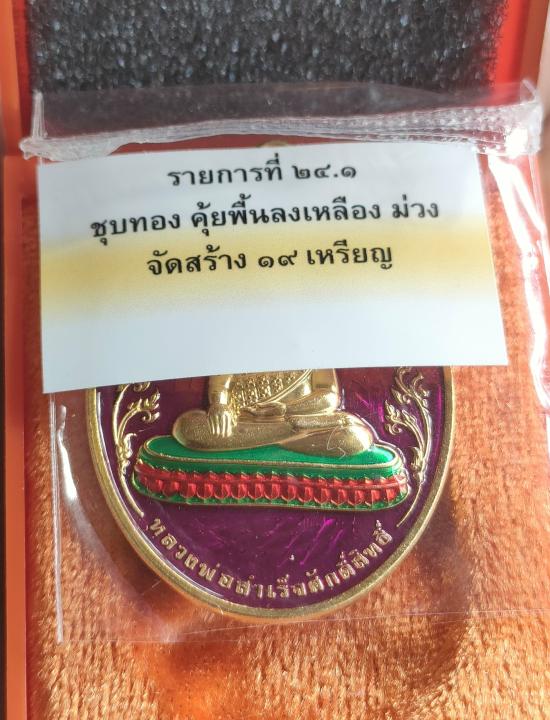 รายการที่ ๒๔.๑
ชุบทอง คุ้ยพื้นลงเหลือง ม่วง
จัดสร้าง ๑๙ เหรียญ
หลวงพ่อสำเร็จศักดิ์สิทธิ์